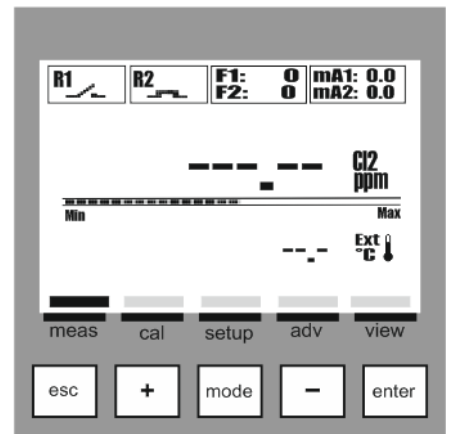 R1 R2 F1: 0 mA1: 0.0
F2: 0 mA2: 0.0
---.-- Cl2
ppm
Min Max
--.- Ext
°C
meas cal setup adv view
esc + mode - enter